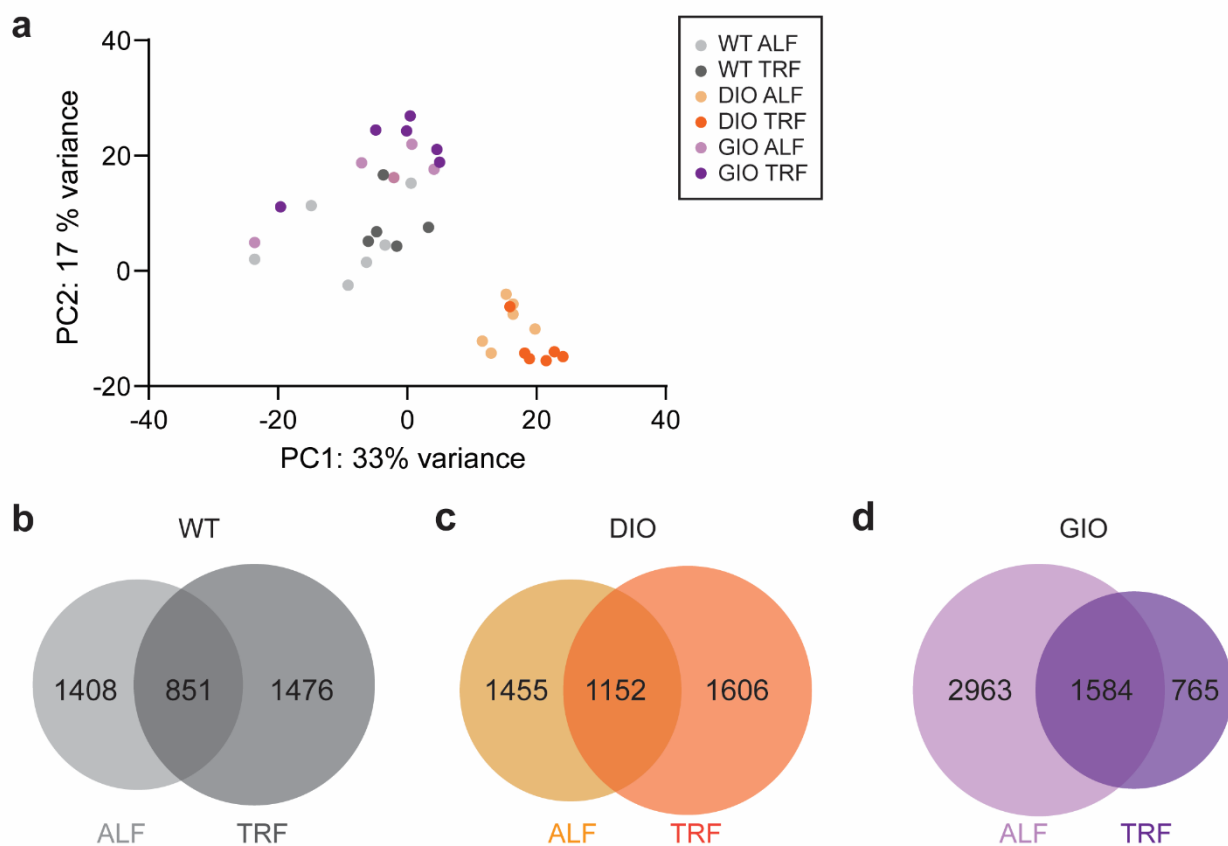 a
40
20
0
-20
PC2: 17 % variance
-40
-20
0
20
40
PC1: 33% variance
WT ALF
WT TRF
DIO ALF
DIO TRF
GIO ALF
GIO TRF
b
WT
1408
851
1476
ALF
TRF
c
DIO
1455
1152
1606
ALF
TRF
d
GIO
2963
1584
765
ALF
TRF